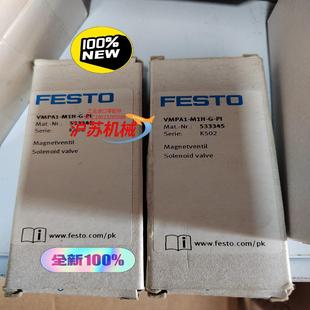 100%
NEW
FESTO
VMPA1-M1H-G-PI
Mat.-Nr.: 533345
Serie:
Magnetventil
Solenoid valve
www.festo.com/pk
沪苏机械
全新100%
FESTO
VMPA1-M1H-G-PI
Mat.-Nr.: 533345
Serie: K502
Magnetventil
Solenoid valve
www.festo.com/pk